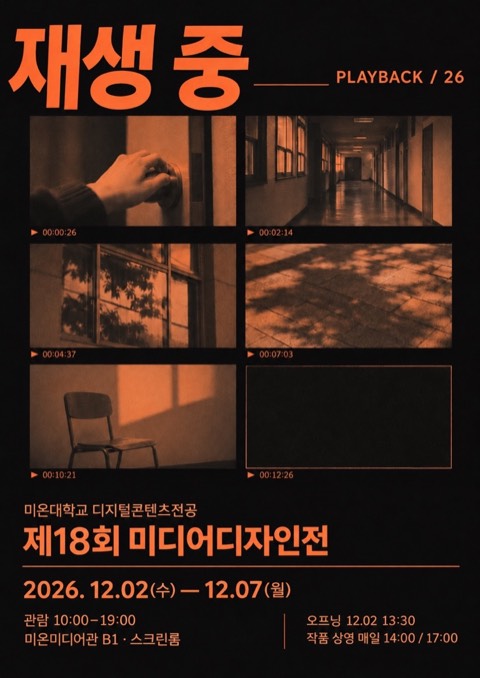 재생 중
PLAYBACK / 26
▶ 00:00:26
▶ 00:02:14
▶ 00:04:37
▶ 00:07:03
▶ 00:10:21
▶ 00:12:26
미온대학교 디지털콘텐츠전공
제18회 미디어디자인전
2026. 12.02(수) — 12.07(월)
관람 10:00–19:00
미온미디어관 B1 · 스크린룸
오프닝 12.02 13:30
작품 상영 매일 14:00 / 17:00